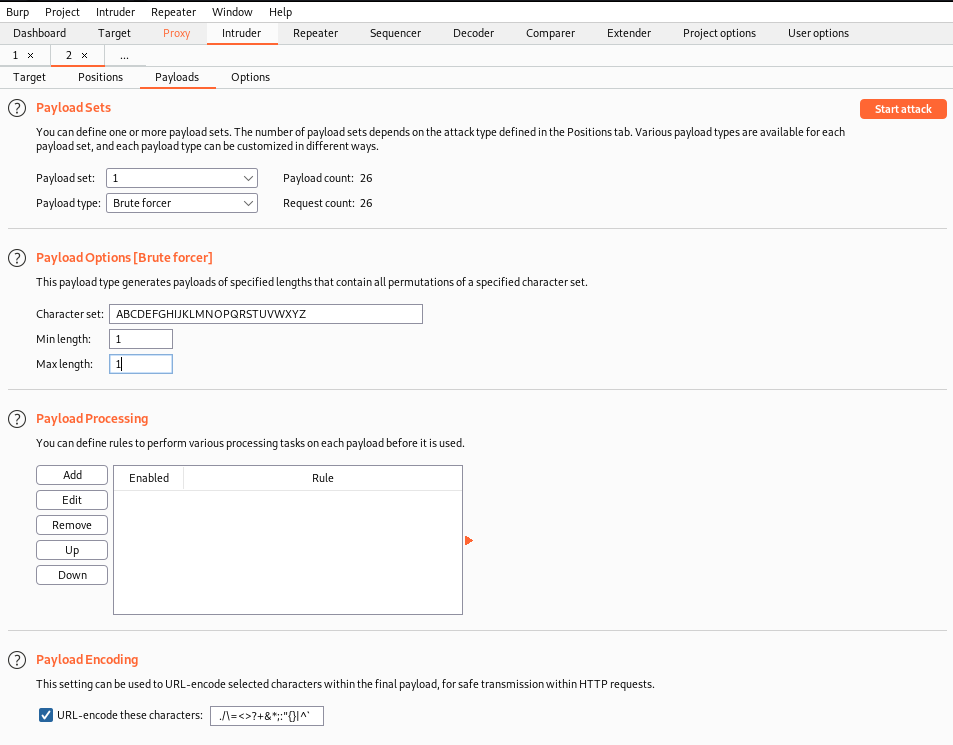 Burp Project Intruder Repeater Window Help
Dashboard Target Proxy Intruder Repeater Sequencer Decoder Comparer Extender Project options User options
1 × 2 × ...
Target Positions Payloads Options
? Payload Sets Start attack
You can define one or more payload sets. The number of payload sets depends on the attack type defined in the Positions tab. Various payload types are available for each
payload set, and each payload type can be customized in different ways.
Payload set: 1 Payload count: 26
Payload type: Brute forcer Request count: 26
? Payload Options [Brute forcer]
This payload type generates payloads of specified lengths that contain all permutations of a specified character set.
Character set: ABCDEFGHIJKLMNOPQRSTUVWXYZ
Min length: 1
Max length: 1
? Payload Processing
You can define rules to perform various processing tasks on each payload before it is used.
Add Enabled Rule
Edit
Remove
Up
Down
? Payload Encoding
This setting can be used to URL-encode selected characters within the final payload, for safe transmission within HTTP requests.
URL-encode these characters: ./\=<>?+&*;:"{}|^`